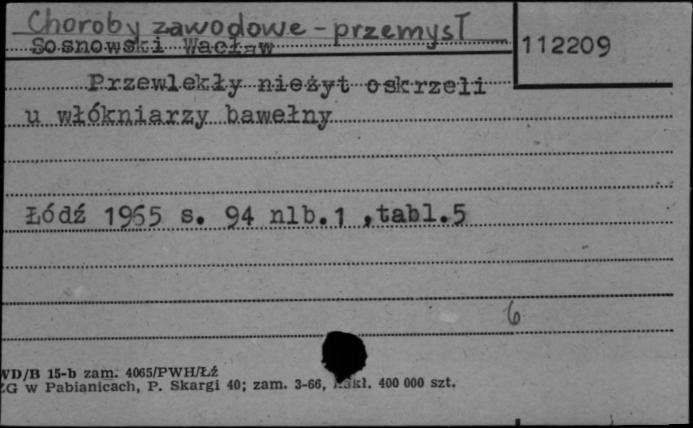 Choroby zawodowe - przemysł
Sosnowski Wacław
112209
Przewlekły nieżyt oskrzeli
u włókniarzy bawełny
Łódź 1965 s. 94 nlb.1 ,tabl.5
6
WD/B 15-b zam. 4065/PWH/Łź
ZG w Pabianicach, P. Skargi 40; zam. 3-66, nakł. 400 000 szt.